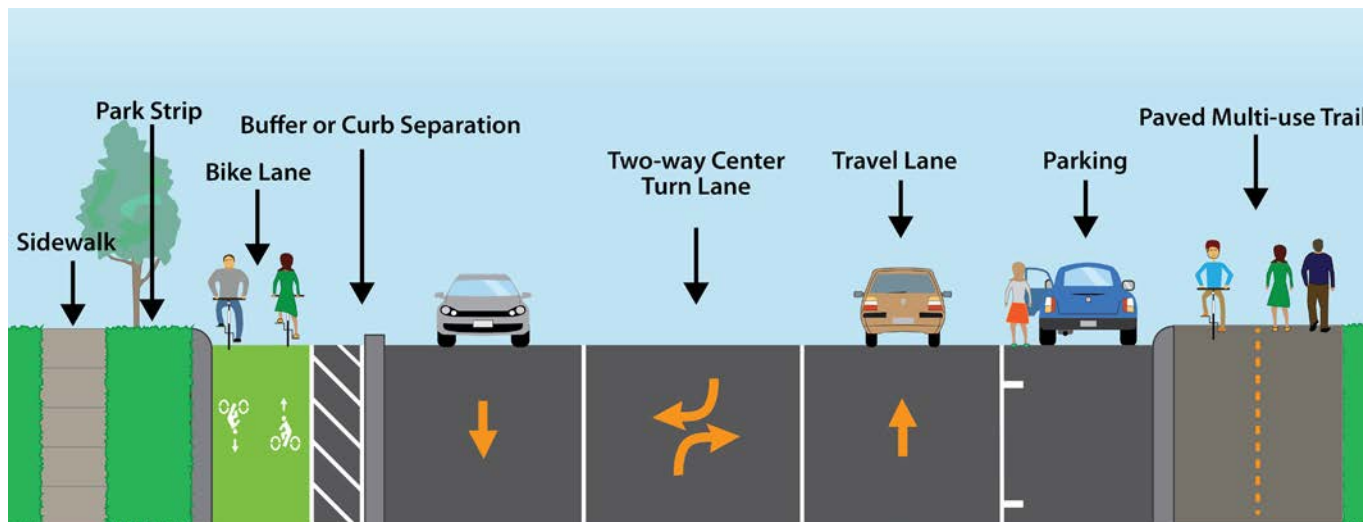 Park Strip
Buffer or Curb Separation
Paved Multi-use Trail
Bike Lane
Two-way Center
Turn Lane
Travel Lane
Parking
Sidewalk